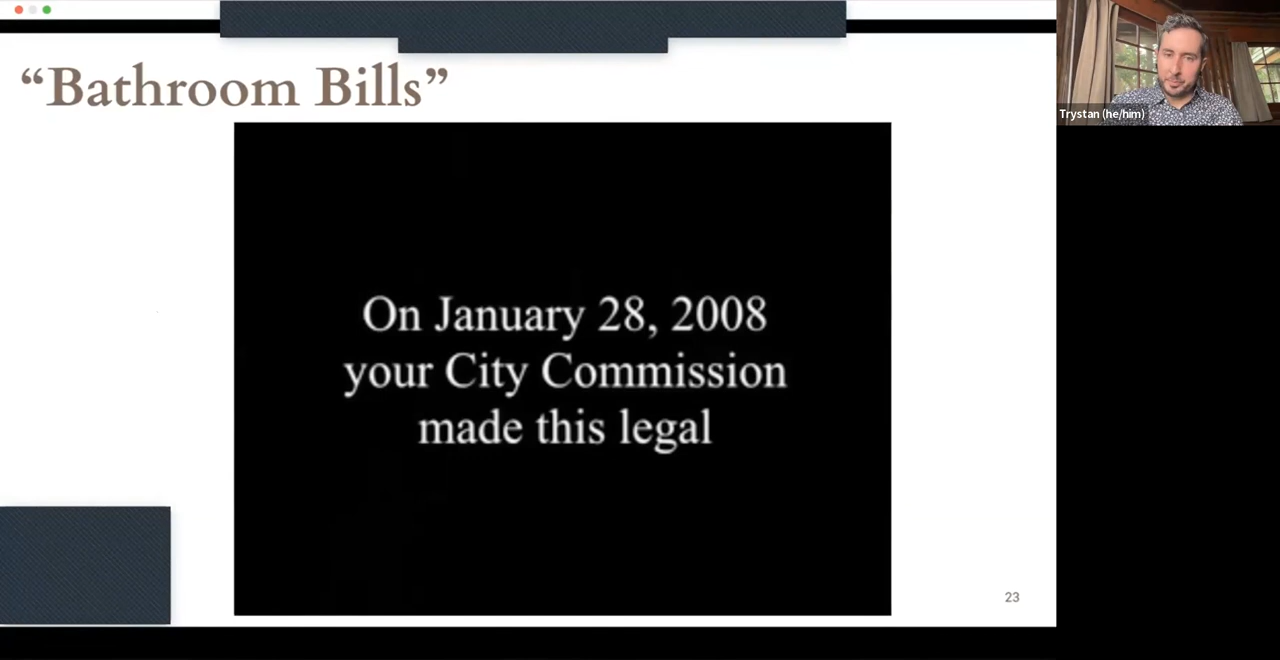 “Bathroom Bills”
Trystan (he/him)
On January 28, 2008
your City Commission
made this legal
23